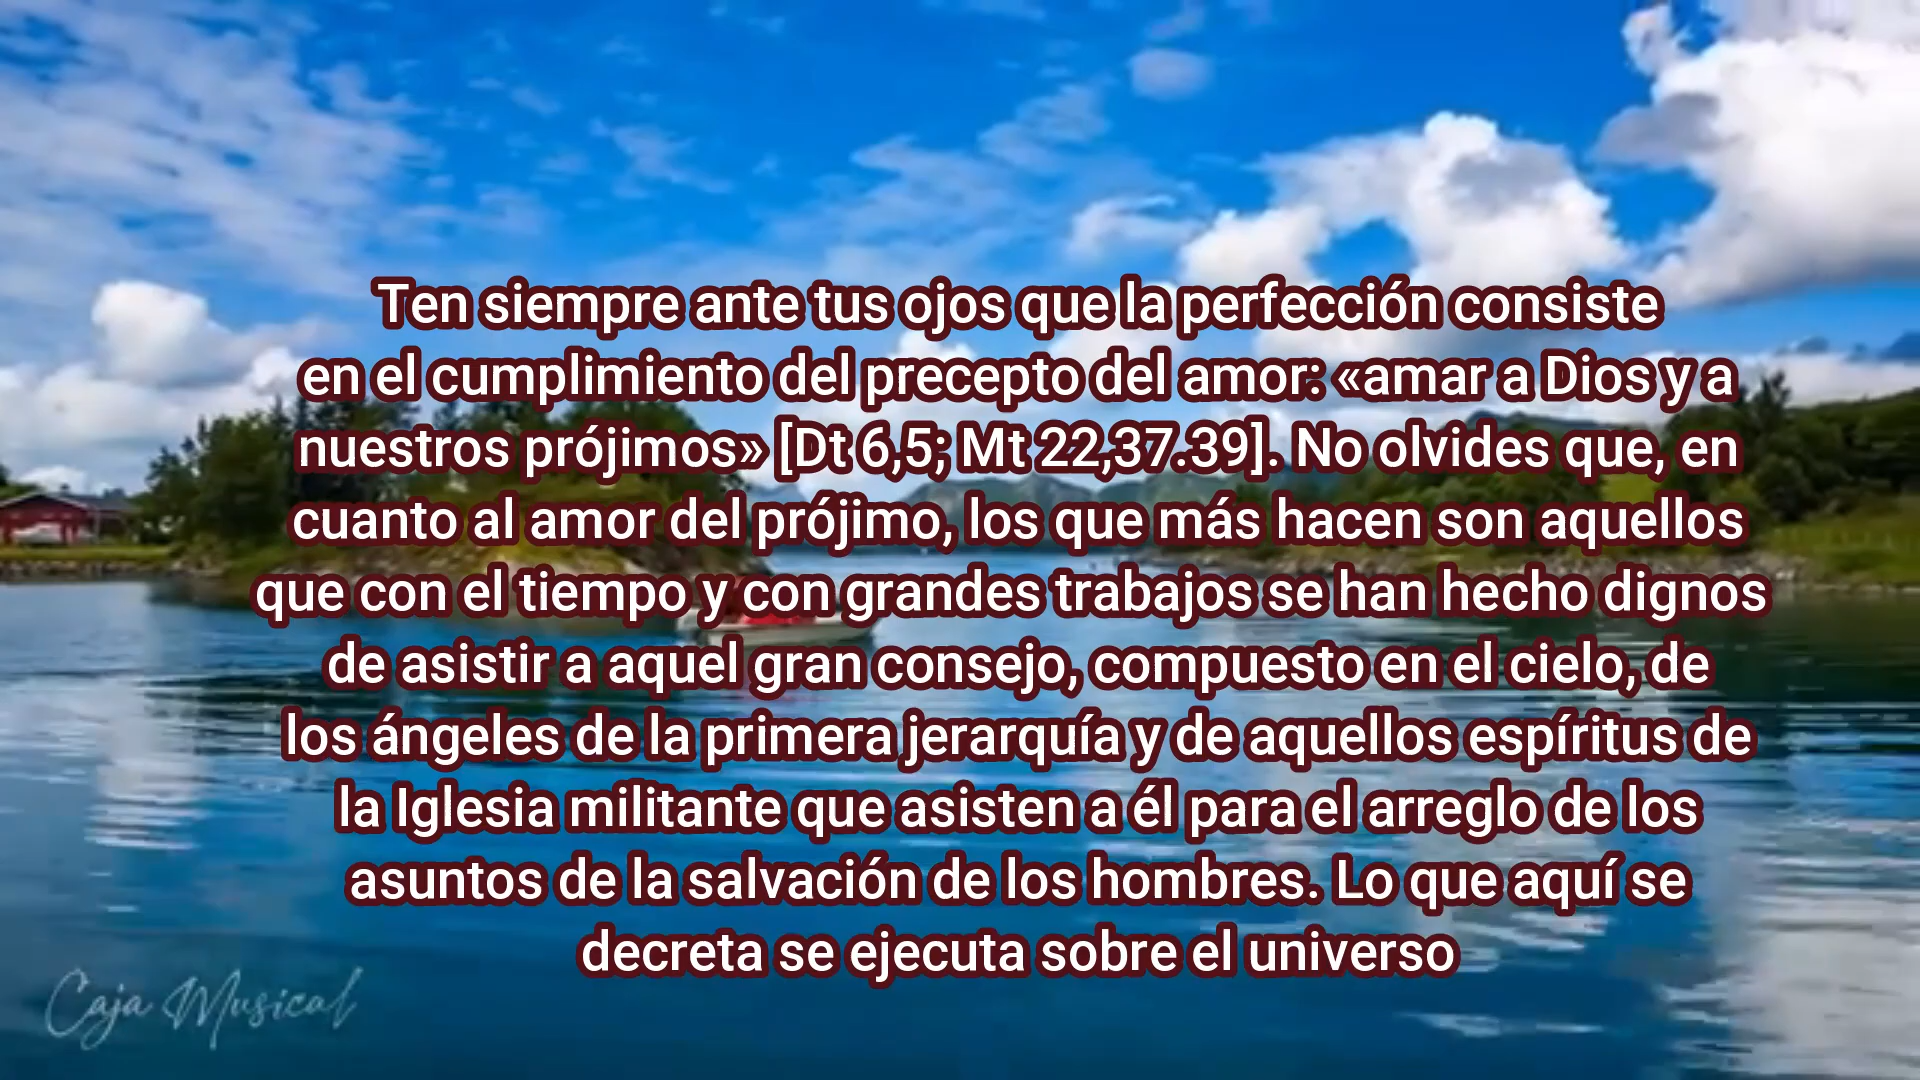 Ten siempre ante tus ojos que la perfección consiste
en el cumplimiento del precepto del amor: «amar a Dios y a
nuestros prójimos» [Dt 6,5; Mt 22,37.39]. No olvides que, en
cuanto al amor del prójimo, los que más hacen son aquellos
que con el tiempo y con grandes trabajos se han hecho dignos
de asistir a aquel gran consejo, compuesto en el cielo, de
los ángeles de la primera jerarquía y de aquellos espíritus de
la Iglesia militante que asisten a él para el arreglo de los
asuntos de la salvación de los hombres. Lo que aquí se
decreta se ejecuta sobre el universo
Caja Musical